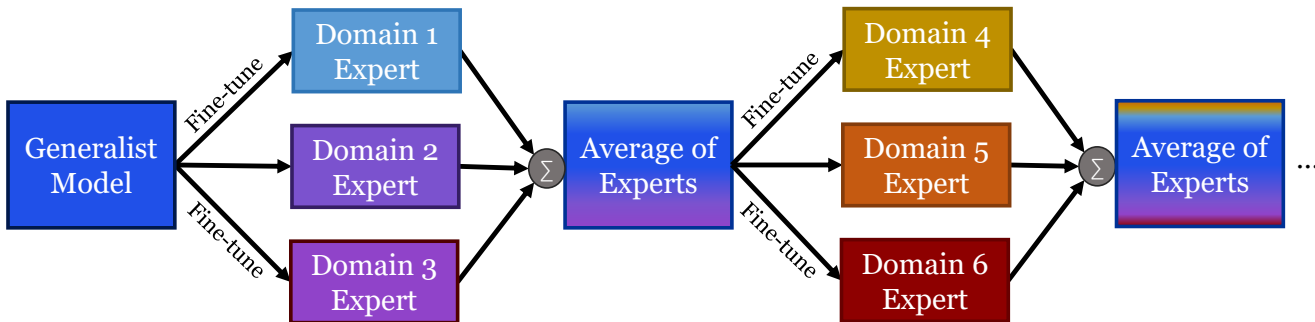 Generalist
Model
Fine-tune
Fine-tune
Domain 1
Expert
Domain 2
Expert
Domain 3
Expert
Σ
Average of
Experts
Fine-tune
Fine-tune
Domain 4
Expert
Domain 5
Expert
Domain 6
Expert
Σ
Average of
Experts
...